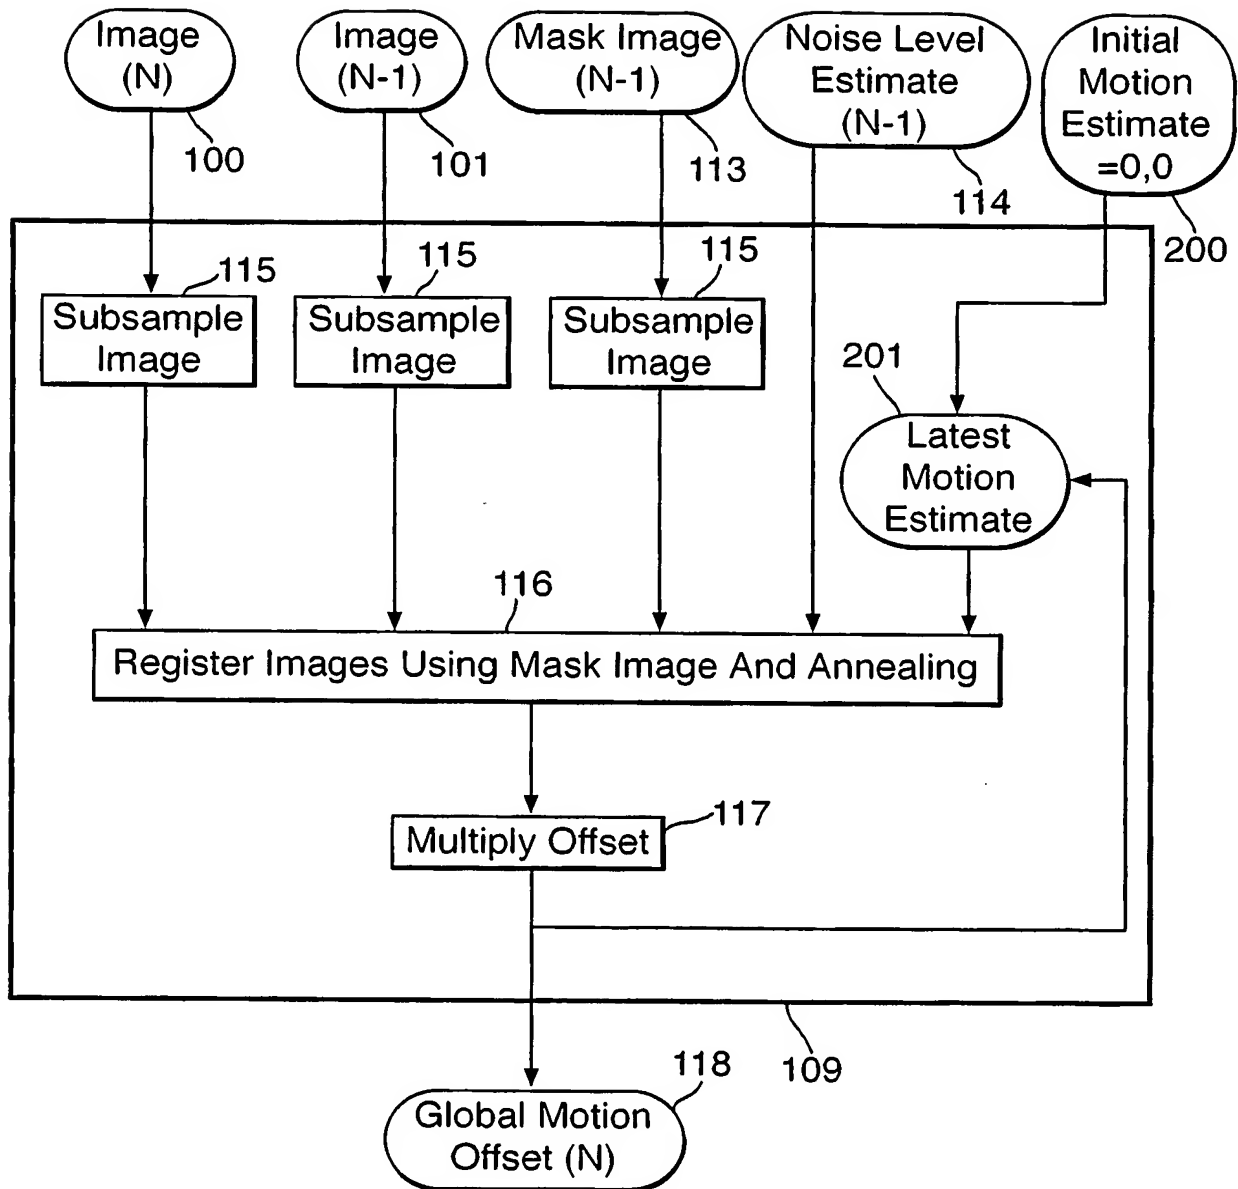 Image
(N)
100
Image
(N-1)
101
Mask Image
(N-1)
113
Noise Level
Estimate
(N-1)
114
Initial
Motion
Estimate
=0,0
200
115
Subsample
Image
115
Subsample
Image
115
Subsample
Image
201
Latest
Motion
Estimate
116
Register Images Using Mask Image And Annealing
117
Multiply Offset
109
118
Global Motion
Offset (N)